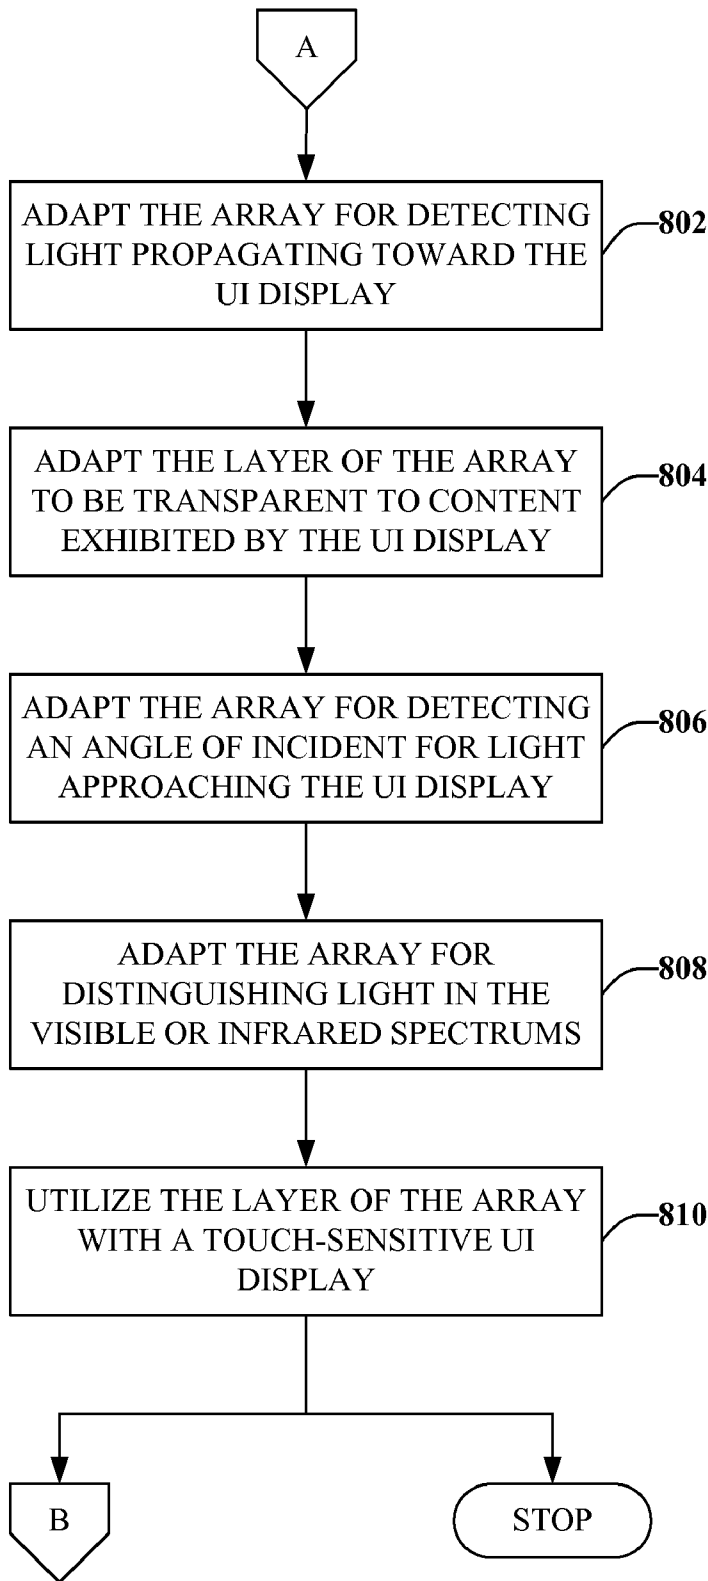 A
ADAPT THE ARRAY FOR DETECTING
LIGHT PROPAGATING TOWARD THE
UI DISPLAY
802
ADAPT THE LAYER OF THE ARRAY
TO BE TRANSPARENT TO CONTENT
EXHIBITED BY THE UI DISPLAY
804
ADAPT THE ARRAY FOR DETECTING
AN ANGLE OF INCIDENT FOR LIGHT
APPROACHING THE UI DISPLAY
806
ADAPT THE ARRAY FOR
DISTINGUISHING LIGHT IN THE
VISIBLE OR INFRARED SPECTRUMS
808
UTILIZE THE LAYER OF THE ARRAY
WITH A TOUCH-SENSITIVE UI
DISPLAY
810
B
STOP